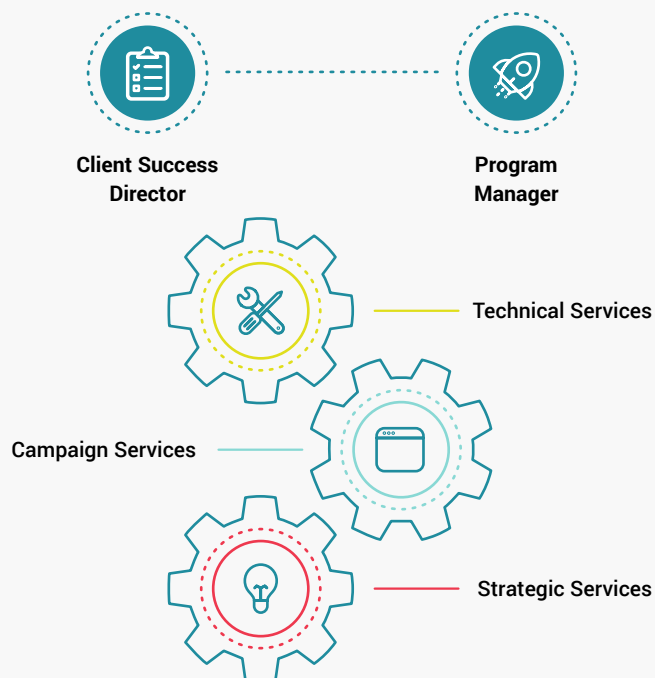 Client Success
Director
Program
Manager
Technical Services
Campaign Services
Strategic Services